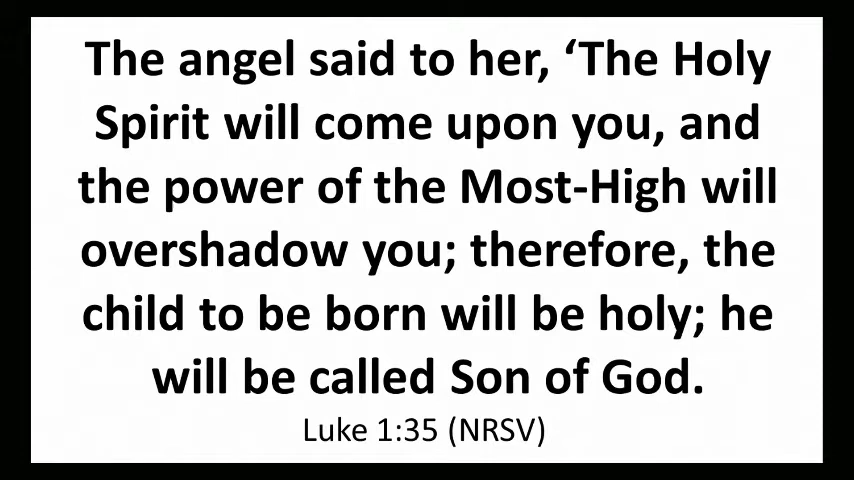 The angel said to her, ‘The Holy
Spirit will come upon you, and
the power of the Most-High will
overshadow you; therefore, the
child to be born will be holy; he
will be called Son of God.
Luke 1:35 (NRSV)